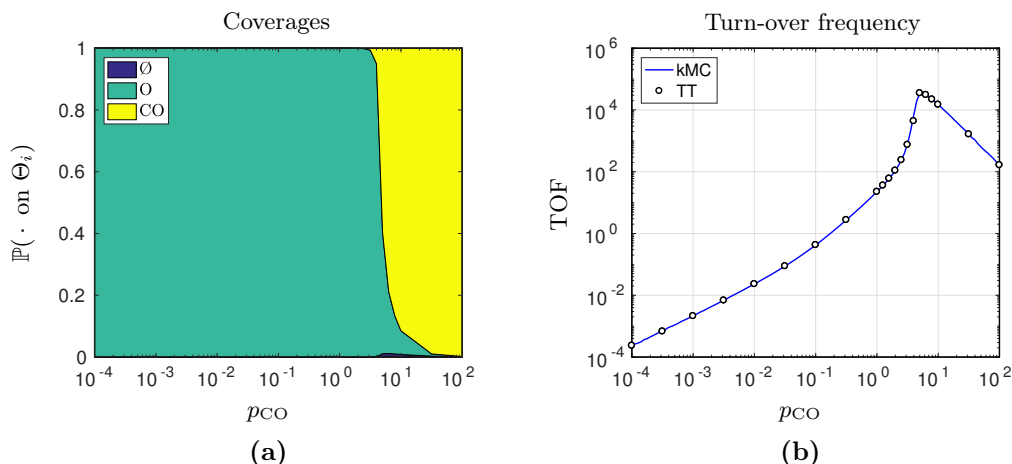 Coverages
ℙ( · on Θ_i)
1
0.8
0.6
0.4
0.2
0
Ø
O
CO
10^-4 10^-3 10^-2 10^-1 10^0 10^1 10^2
p_CO
(a)
Turn-over frequency
TOF
10^6
10^4
10^2
10^0
10^-2
10^-4
kMC
TT
10^-4 10^-3 10^-2 10^-1 10^0 10^1 10^2
p_CO
(b)